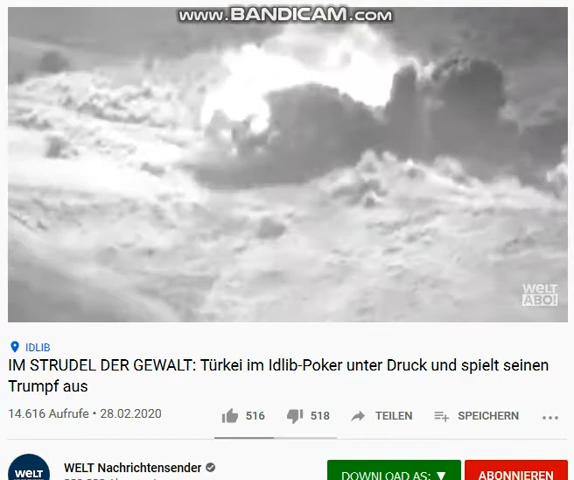 www.BANDICAM.com
WELT
ABO!
IDLIB
IM STRUDEL DER GEWALT: Türkei im Idlib-Poker unter Druck und spielt seinen
Trumpf aus
14.616 Aufrufe • 28.02.2020 516 518 TEILEN SPEICHERN ...
WELT
WELT Nachrichtensender
DOWNLOAD AS: ▼
ABONNIEREN